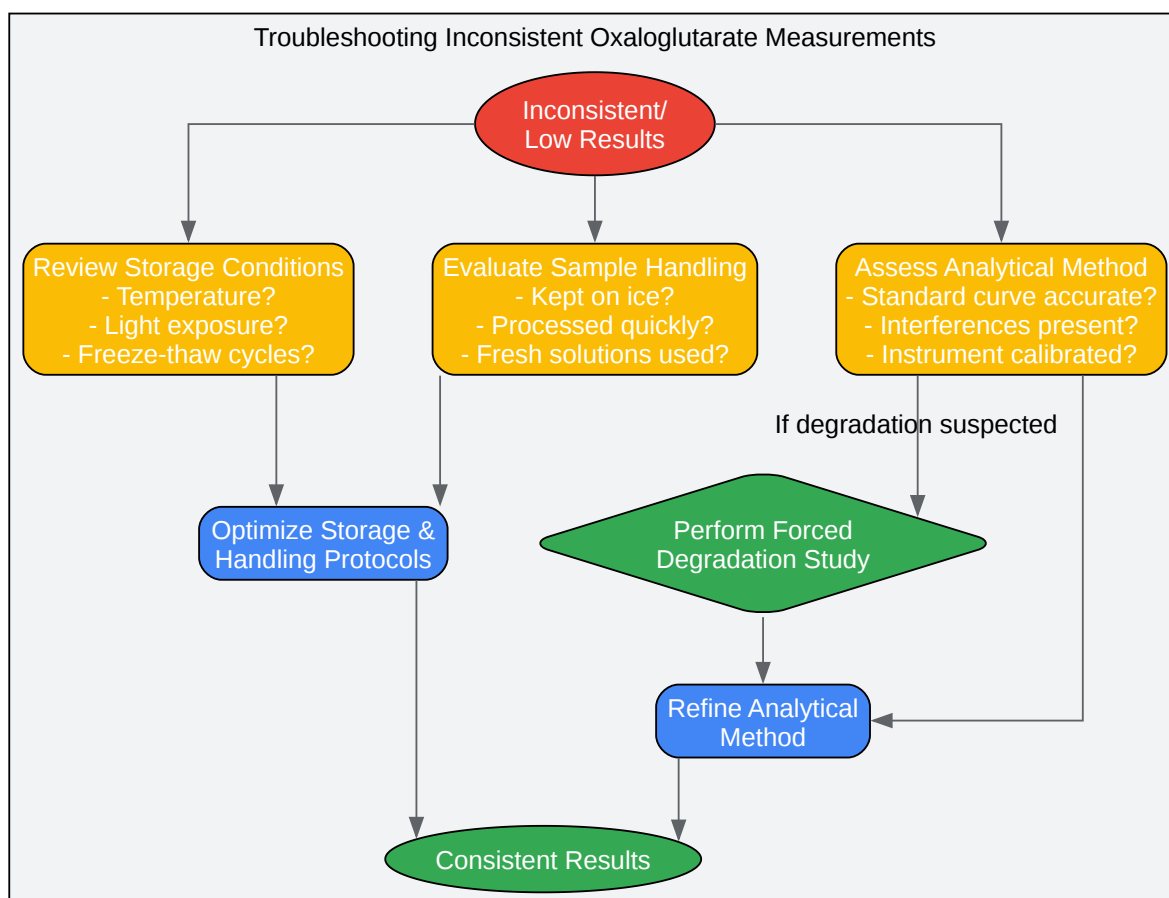 Troubleshooting Inconsistent Oxaloglutarate Measurements
Inconsistent/
Low Results
Review Storage Conditions
- Temperature?
- Light exposure?
- Freeze-thaw cycles?
Evaluate Sample Handling
- Kept on ice?
- Processed quickly?
- Fresh solutions used?
Assess Analytical Method
- Standard curve accurate?
- Interferences present?
- Instrument calibrated?
If degradation suspected
Optimize Storage &
Handling Protocols
Perform Forced
Degradation Study
Refine Analytical
Method
Consistent Results